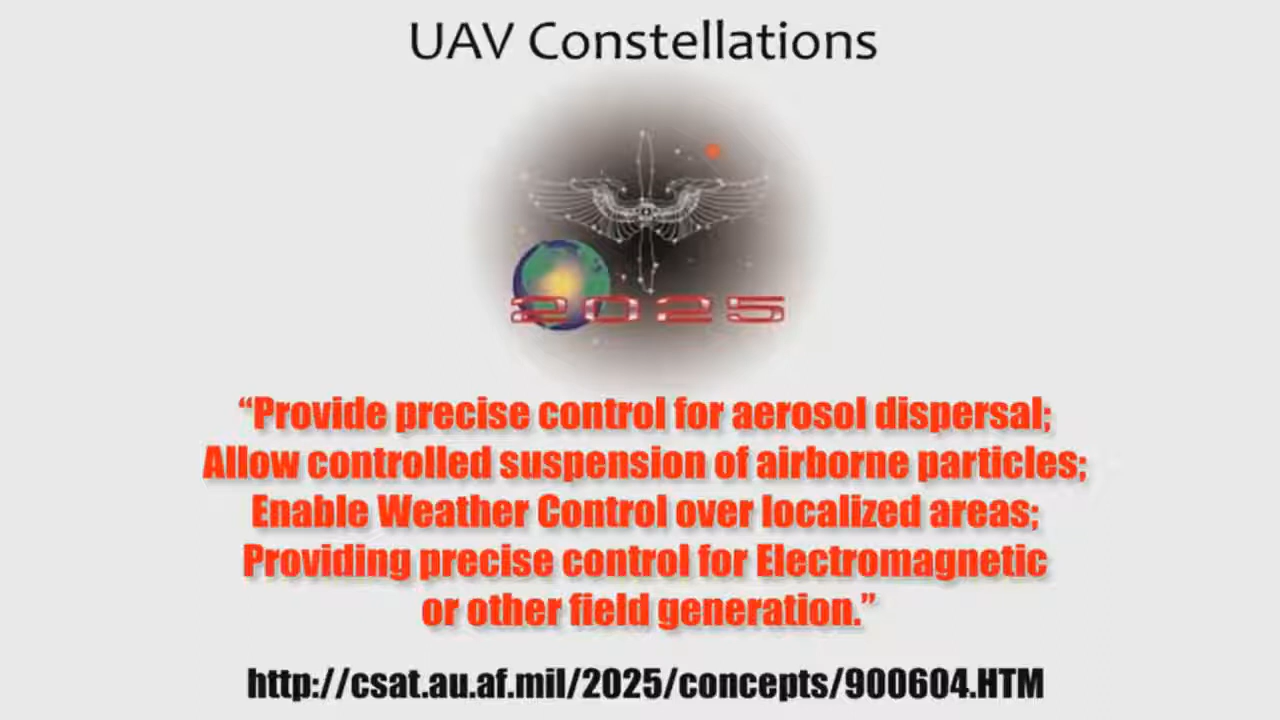 UAV Constellations
2025
“Provide precise control for aerosol dispersal;
Allow controlled suspension of airborne particles;
Enable Weather Control over localized areas;
Providing precise control for Electromagnetic
or other field generation.”
http://csat.au.af.mil/2025/concepts/900604.HTM